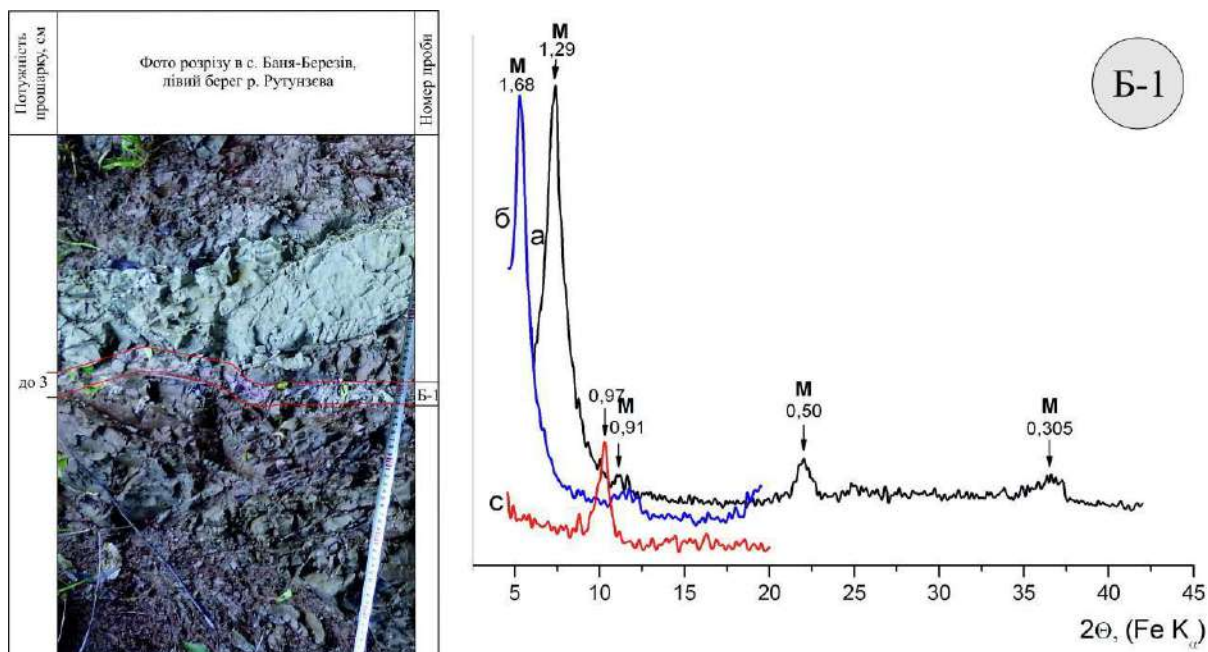 Потужність
прошарку, см
Фото розрізу в с. Баня-Березів,
лівий берег р. Рутунзєва
Номер проби
до 3
Б-1
Б-1
M
1,68
M
1,29
б
а
с
0,97
M
0,91
M
0,50
M
0,305
5 10 15 20 25 30 35 40 45
2Θ, (Fe Kα)